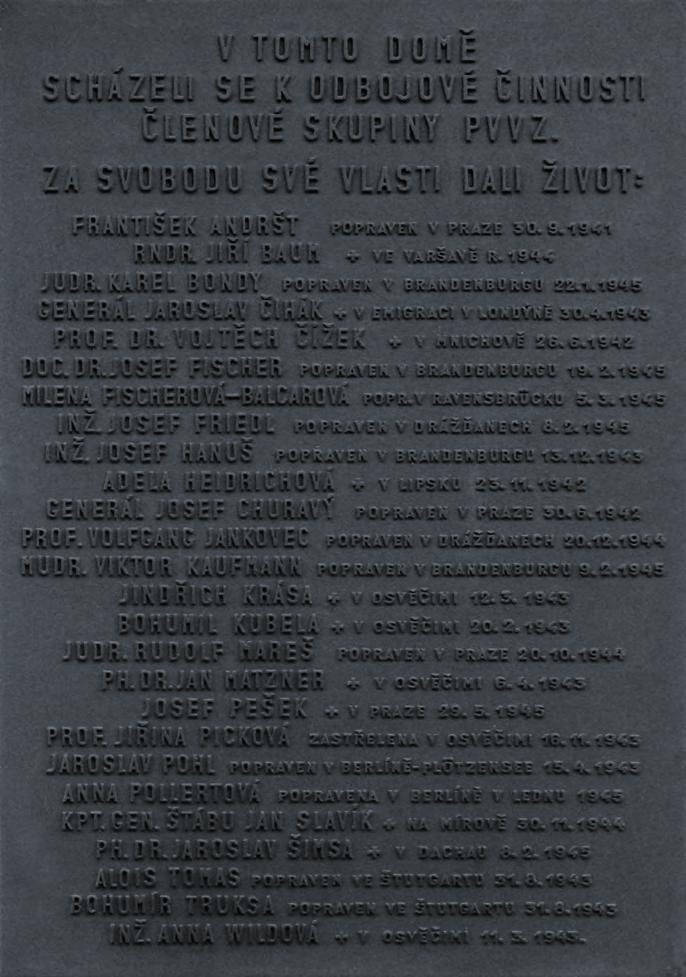 V TOMTO DOMĚ
SCHÁZELI SE K ODBOJOVÉ ČINNOSTI
ČLENOVÉ SKUPINY PVVZ.
ZA SVOBODU SVÉ VLASTI DALI ŽIVOT:
FRANTIŠEK ANDRŠT POPRAVEN V PRAZE 30.9.1941
RNDR. JIŘÍ BAUM + VE VARŠAVĚ R. 1944
JUDR. KAREL BONDY POPRAVEN V BRANDENBURGU 22.1.1945
GENERÁL JAROSLAV ČIHÁK + V EMIGRACI V LONDÝNĚ 30.4.1943
PROF. DR. VOJTĚCH ČÍŽEK + V MNICHOVĚ 26.6.1942
DOC. DR. JOSEF FISCHER POPRAVEN V BRANDENBURGU 19.2.1945
MILENA FISCHEROVÁ-BALCAROVÁ POPR. V RAVENSBRÜCKU 5.3.1945
INŽ. JOSEF FRIEDL POPRAVEN V DRÁŽĎANECH 6.2.1945
INŽ. JOSEF HANUŠ POPRAVEN V BRANDENBURGU 13.12.1943
ADELA HEIDRICHOVÁ + V LIPSKU 23.11.1942
GENERÁL JOSEF CHURAVÝ POPRAVEN V PRAZE 30.6.1942
PROF. VOLFGANG JANKOVEC POPRAVEN V DRÁŽĎANECH 20.12.1944
MUDR. VIKTOR KAUFMANN POPRAVEN V BRANDENBURGU 9.2.1945
JINDŘICH KRÁSA + V OSVĚČIMI 12.3.1943
BOHUMIL KUBELA + V OSVĚČIMI 20.2.1943
JUDR. RUDOLF MAREŠ POPRAVEN V PRAZE 20.10.1944
PH. DR. JAN MATZNER + V OSVĚČIMI 6.4.1943
JOSEF PEŠEK + V PRAZE 29.5.1945
PROF. JIŘINA PICKOVÁ ZASTŘELENA V OSVĚČIMI 16.11.1943
JAROSLAV POHL POPRAVEN V BERLÍNĚ-PLÖTZENSEE 15.4.1943
ANNA POLLERTOVÁ POPRAVENA V BERLÍNĚ V LEDNU 1945
KPT. GEN. ŠTÁBU JAN SLAVÍK + NA MÍROVĚ 30.11.1944
PH. DR. JAROSLAV ŠIMSA + V DACHAU 8.2.1945
ALOIS TOMAS POPRAVEN VE ŠTUTGARTU 31.8.1943
BOHUMÍR TRUKSA POPRAVEN VE ŠTUTGARTU 31.8.1943
INŽ. ANNA WILDOVÁ + V OSVĚČIMI 11.3.1943.